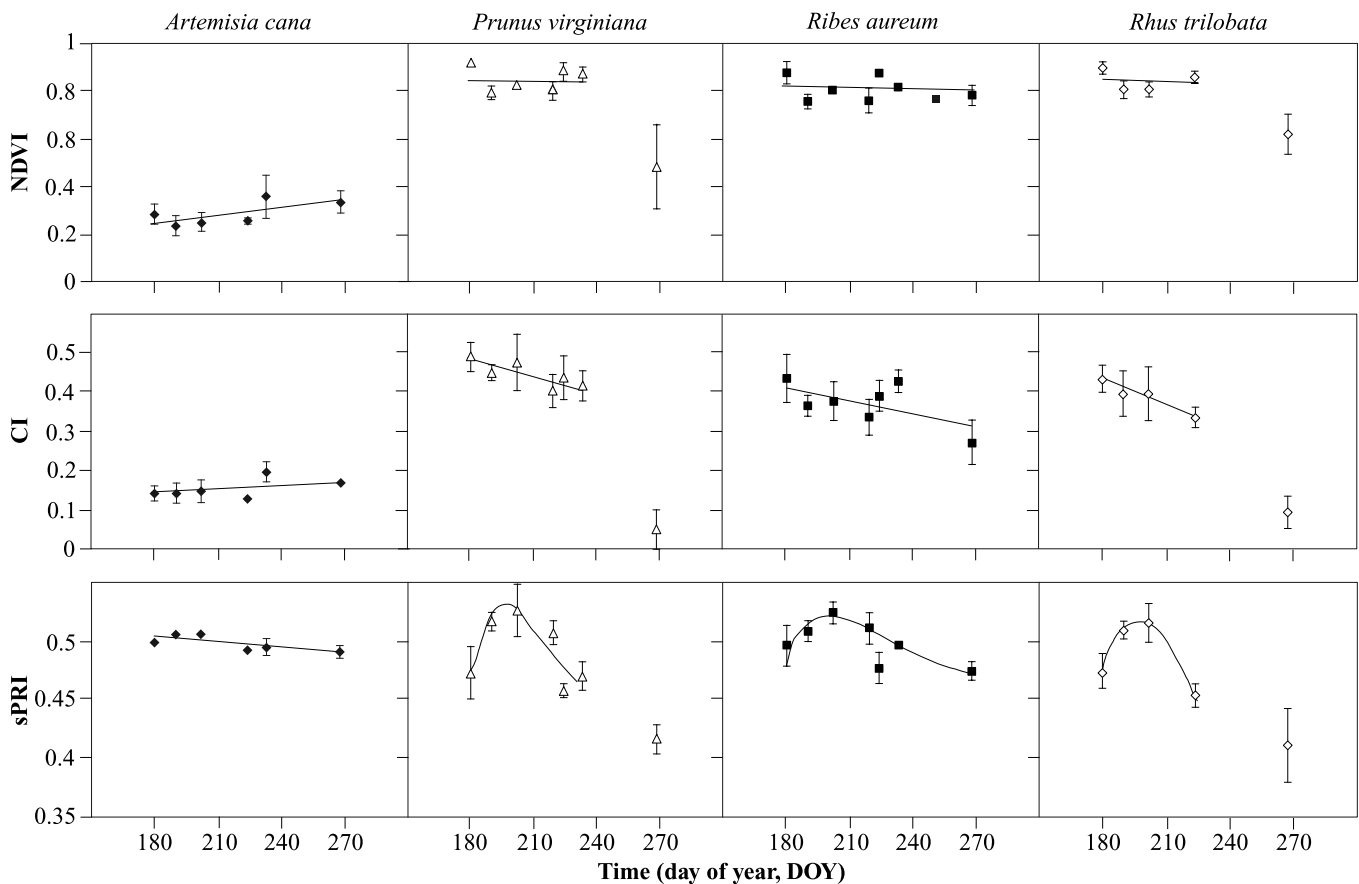 Artemisia cana Prunus virginiana Ribes aureum Rhus trilobata
1
0.8
0.8
0.4
0.2
0
NDVI
180 210 240 270 180 210 240 270 180 210 240 270 180 210 240 270
0.5
0.4
0.3
0.2
0.1
0
CI
0.5
0.45
0.4
0.35
sPRI
Time (day of year, DOY)